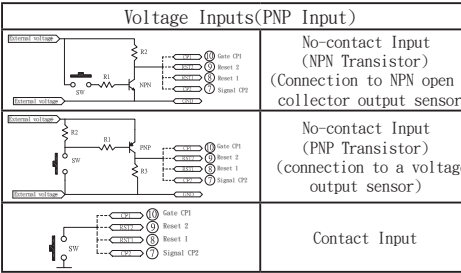 Voltage Inputs(PNP Input)
External voltage
R2
CP1 ⑩ Gate CP1
RST2 ⑨ Reset 2
RST1 ⑧ Reset 1
CP2 ⑦ Signal CP2
R1
NPN
SW
External voltage
GND
No-contact Input
(NPN Transistor)
(Connection to NPN open
collector output sensor
External voltage
R2
R1
PNP
CP1 ⑩ Gate CP1
RST2 ⑨ Reset 2
RST1 ⑧ Reset 1
CP2 ⑦ Signal CP2
SW
R3
External voltage
GND
No-contact Input
(PNP Transistor)
(connection to a voltage
output sensor)
CP1 ⑩ Gate CP1
RST2 ⑨ Reset 2
RST1 ⑧ Reset 1
CP2 ⑦ Signal CP2
SW
Contact Input